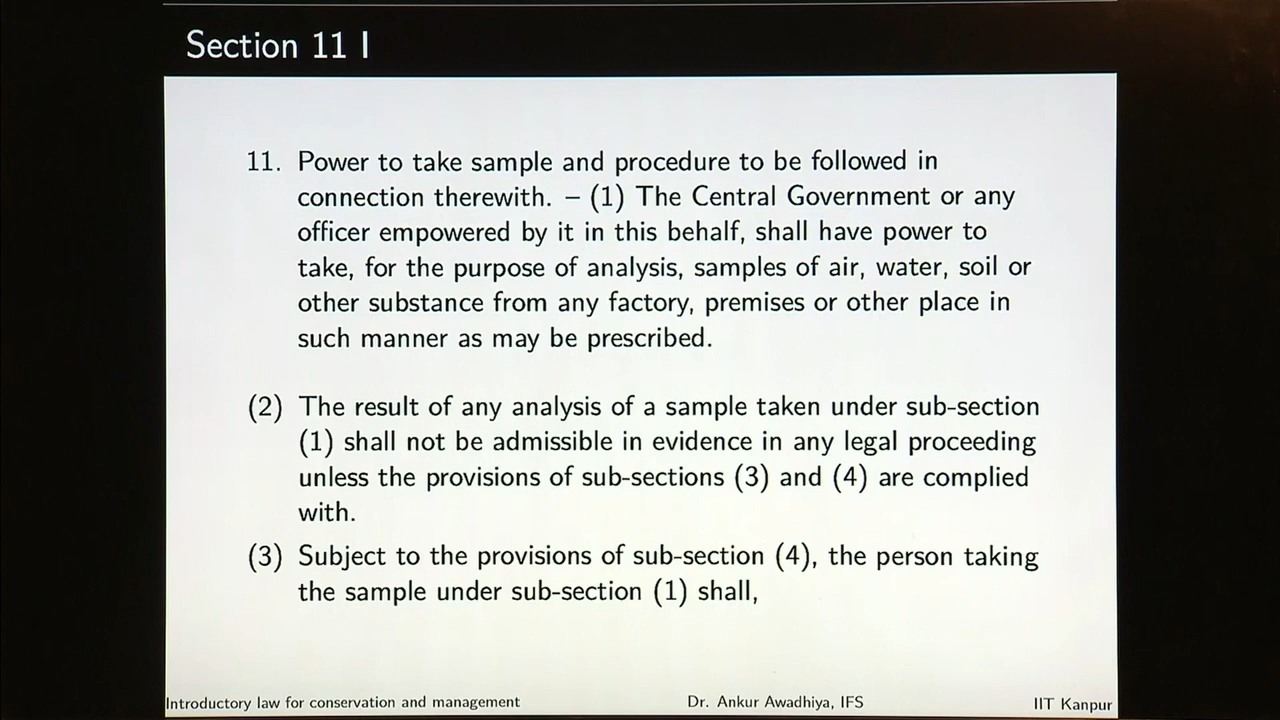 Section 11 I
11. Power to take sample and procedure to be followed in
connection therewith. – (1) The Central Government or any
officer empowered by it in this behalf, shall have power to
take, for the purpose of analysis, samples of air, water, soil or
other substance from any factory, premises or other place in
such manner as may be prescribed.
(2) The result of any analysis of a sample taken under sub-section
(1) shall not be admissible in evidence in any legal proceeding
unless the provisions of sub-sections (3) and (4) are complied
with.
(3) Subject to the provisions of sub-section (4), the person taking
the sample under sub-section (1) shall,
Introductory law for conservation and management Dr. Ankur Awadhiya, IFS IIT Kanpur